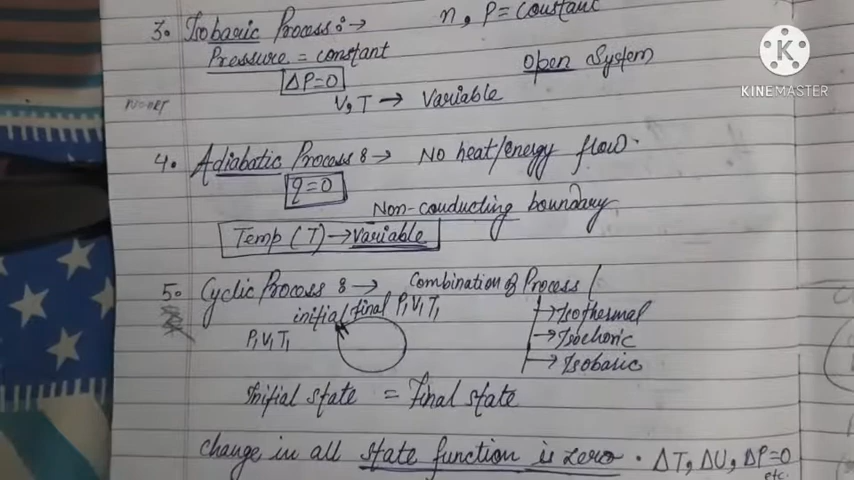 3. Isobaric Process :→ n, P = constant
Pressure = constant
Open System
ΔP=0
V, T → Variable
4. Adiabatic Process :→ No heat/energy flow.
q=0
Non-conducting boundary
Temp (T) → Variable
5. Cyclic Process :→ Combination of Process
initial final P₁V₁T₁
P₁V₁T₁
→ Isothermal
→ Isochoric
→ Isobaric
Initial state = Final state
change in all state function is zero. ΔT, ΔU, ΔP=0
etc.
KINEMASTER